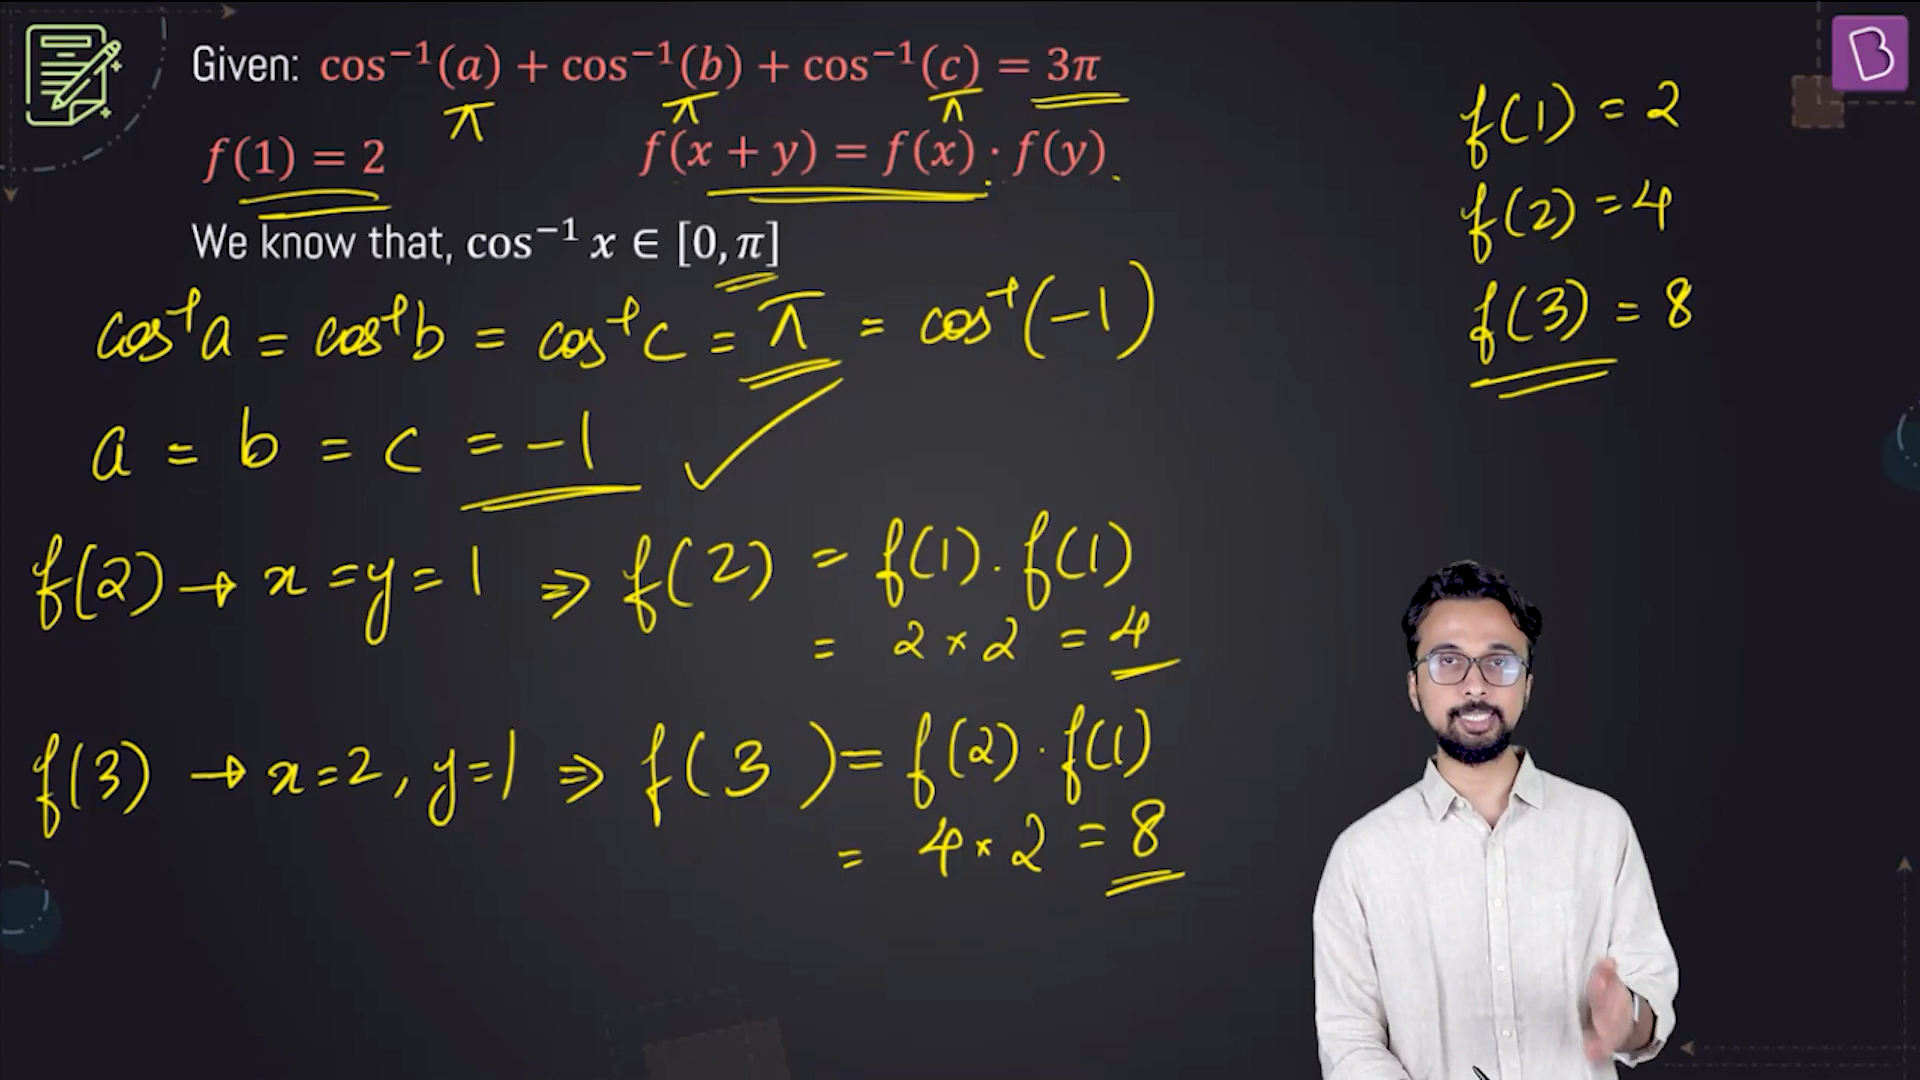 Given: cos⁻¹(a) + cos⁻¹(b) + cos⁻¹(c) = 3π
π π π
f(1) = 2 f(x + y) = f(x) · f(y)
We know that, cos⁻¹ x ∈ [0, π]
cos⁻¹a = cos⁻¹b = cos⁻¹c = π = cos⁻¹(-1)
a = b = c = -1
f(2) → x = y = 1 ⇒ f(2) = f(1) . f(1)
= 2 × 2 = 4
f(3) → x = 2, y = 1 ⇒ f(3) = f(2) · f(1)
= 4 × 2 = 8
f(1) = 2
f(2) = 4
f(3) = 8
B